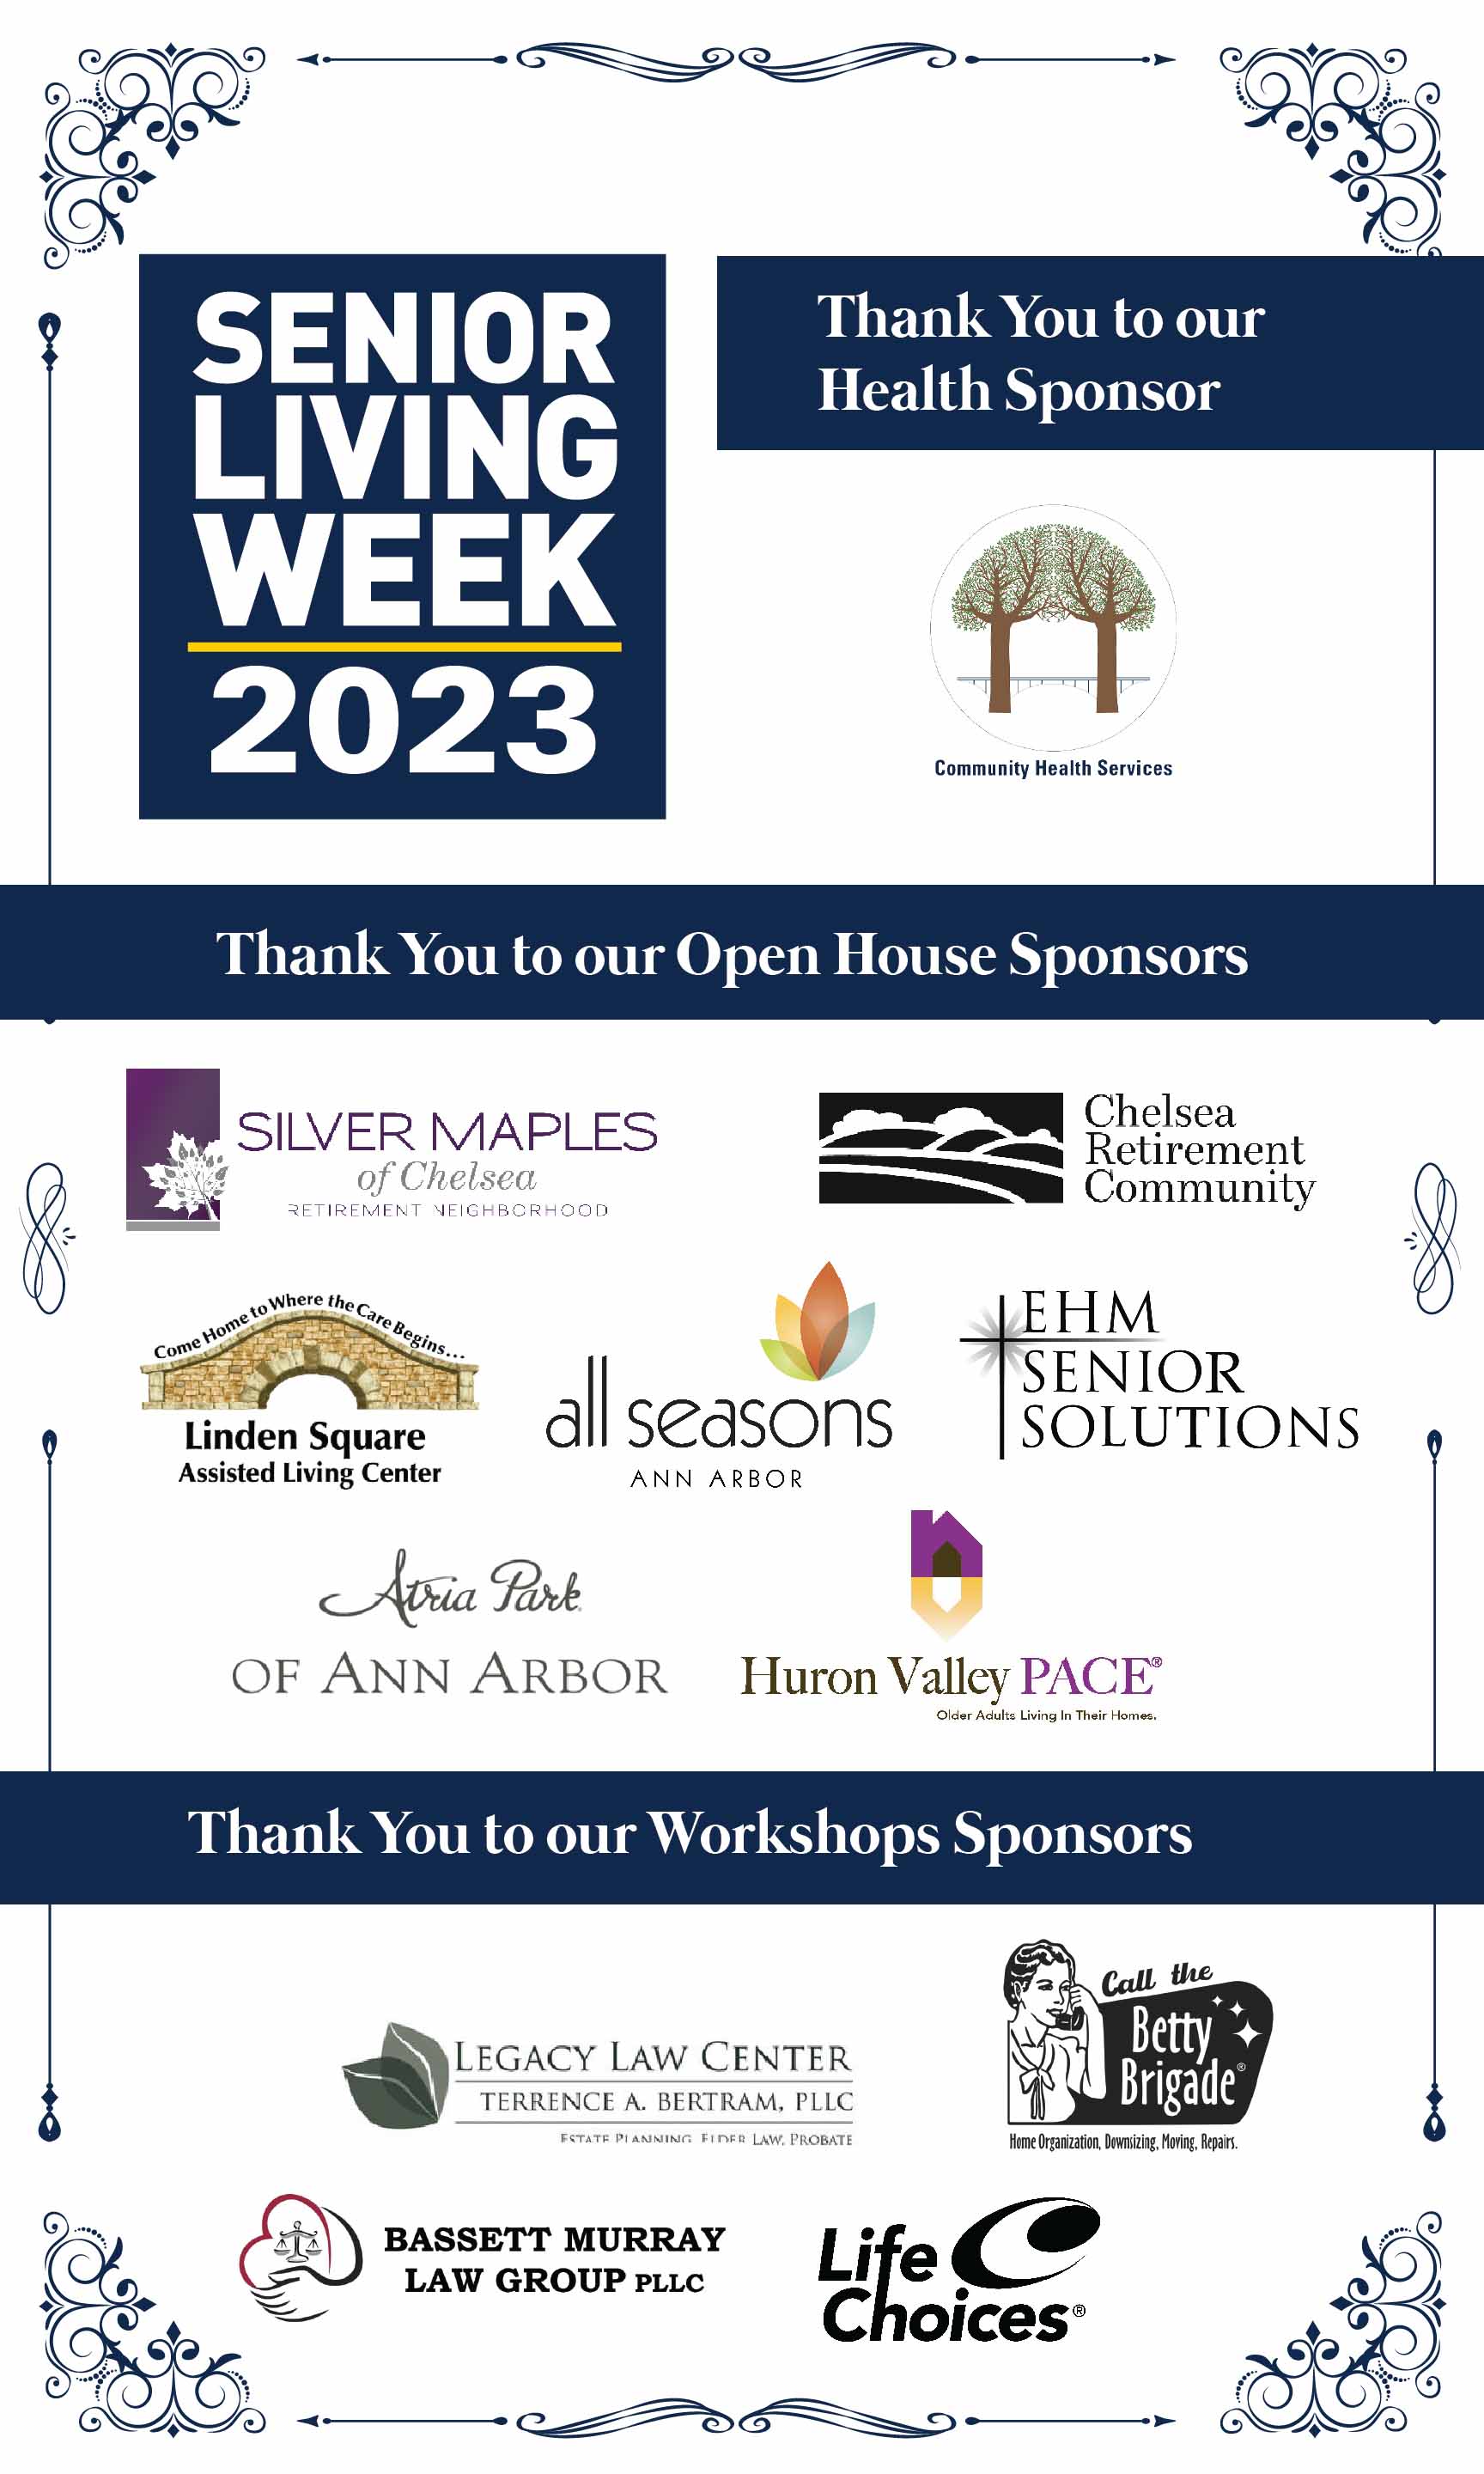 SENIOR
LIVING
WEEK
2023
Thank You to our
Health Sponsor
Community Health Services
Thank You to our Open House Sponsors
SILVER MAPLES
of Chelsea
RETIREMENT NEIGHBORHOOD
Chelsea
Retirement
Community
Come Home to Where the Care Begins...
Linden Square
Assisted Living Center
all seasons
ANN ARBOR
EHM
SENIOR
SOLUTIONS
Atria Park
OF ANN ARBOR
Huron Valley PACE®
Older Adults Living In Their Homes.
Thank You to our Workshops Sponsors
LEGACY LAW CENTER
TERRENCE A. BERTRAM, PLLC
ESTATE PLANNING, ELDER LAW, PROBATE
Call the
Betty
Brigade®
Home Organization, Downsizing, Moving, Repairs.
BASSETT MURRAY
LAW GROUP PLLC
Life
Choices®